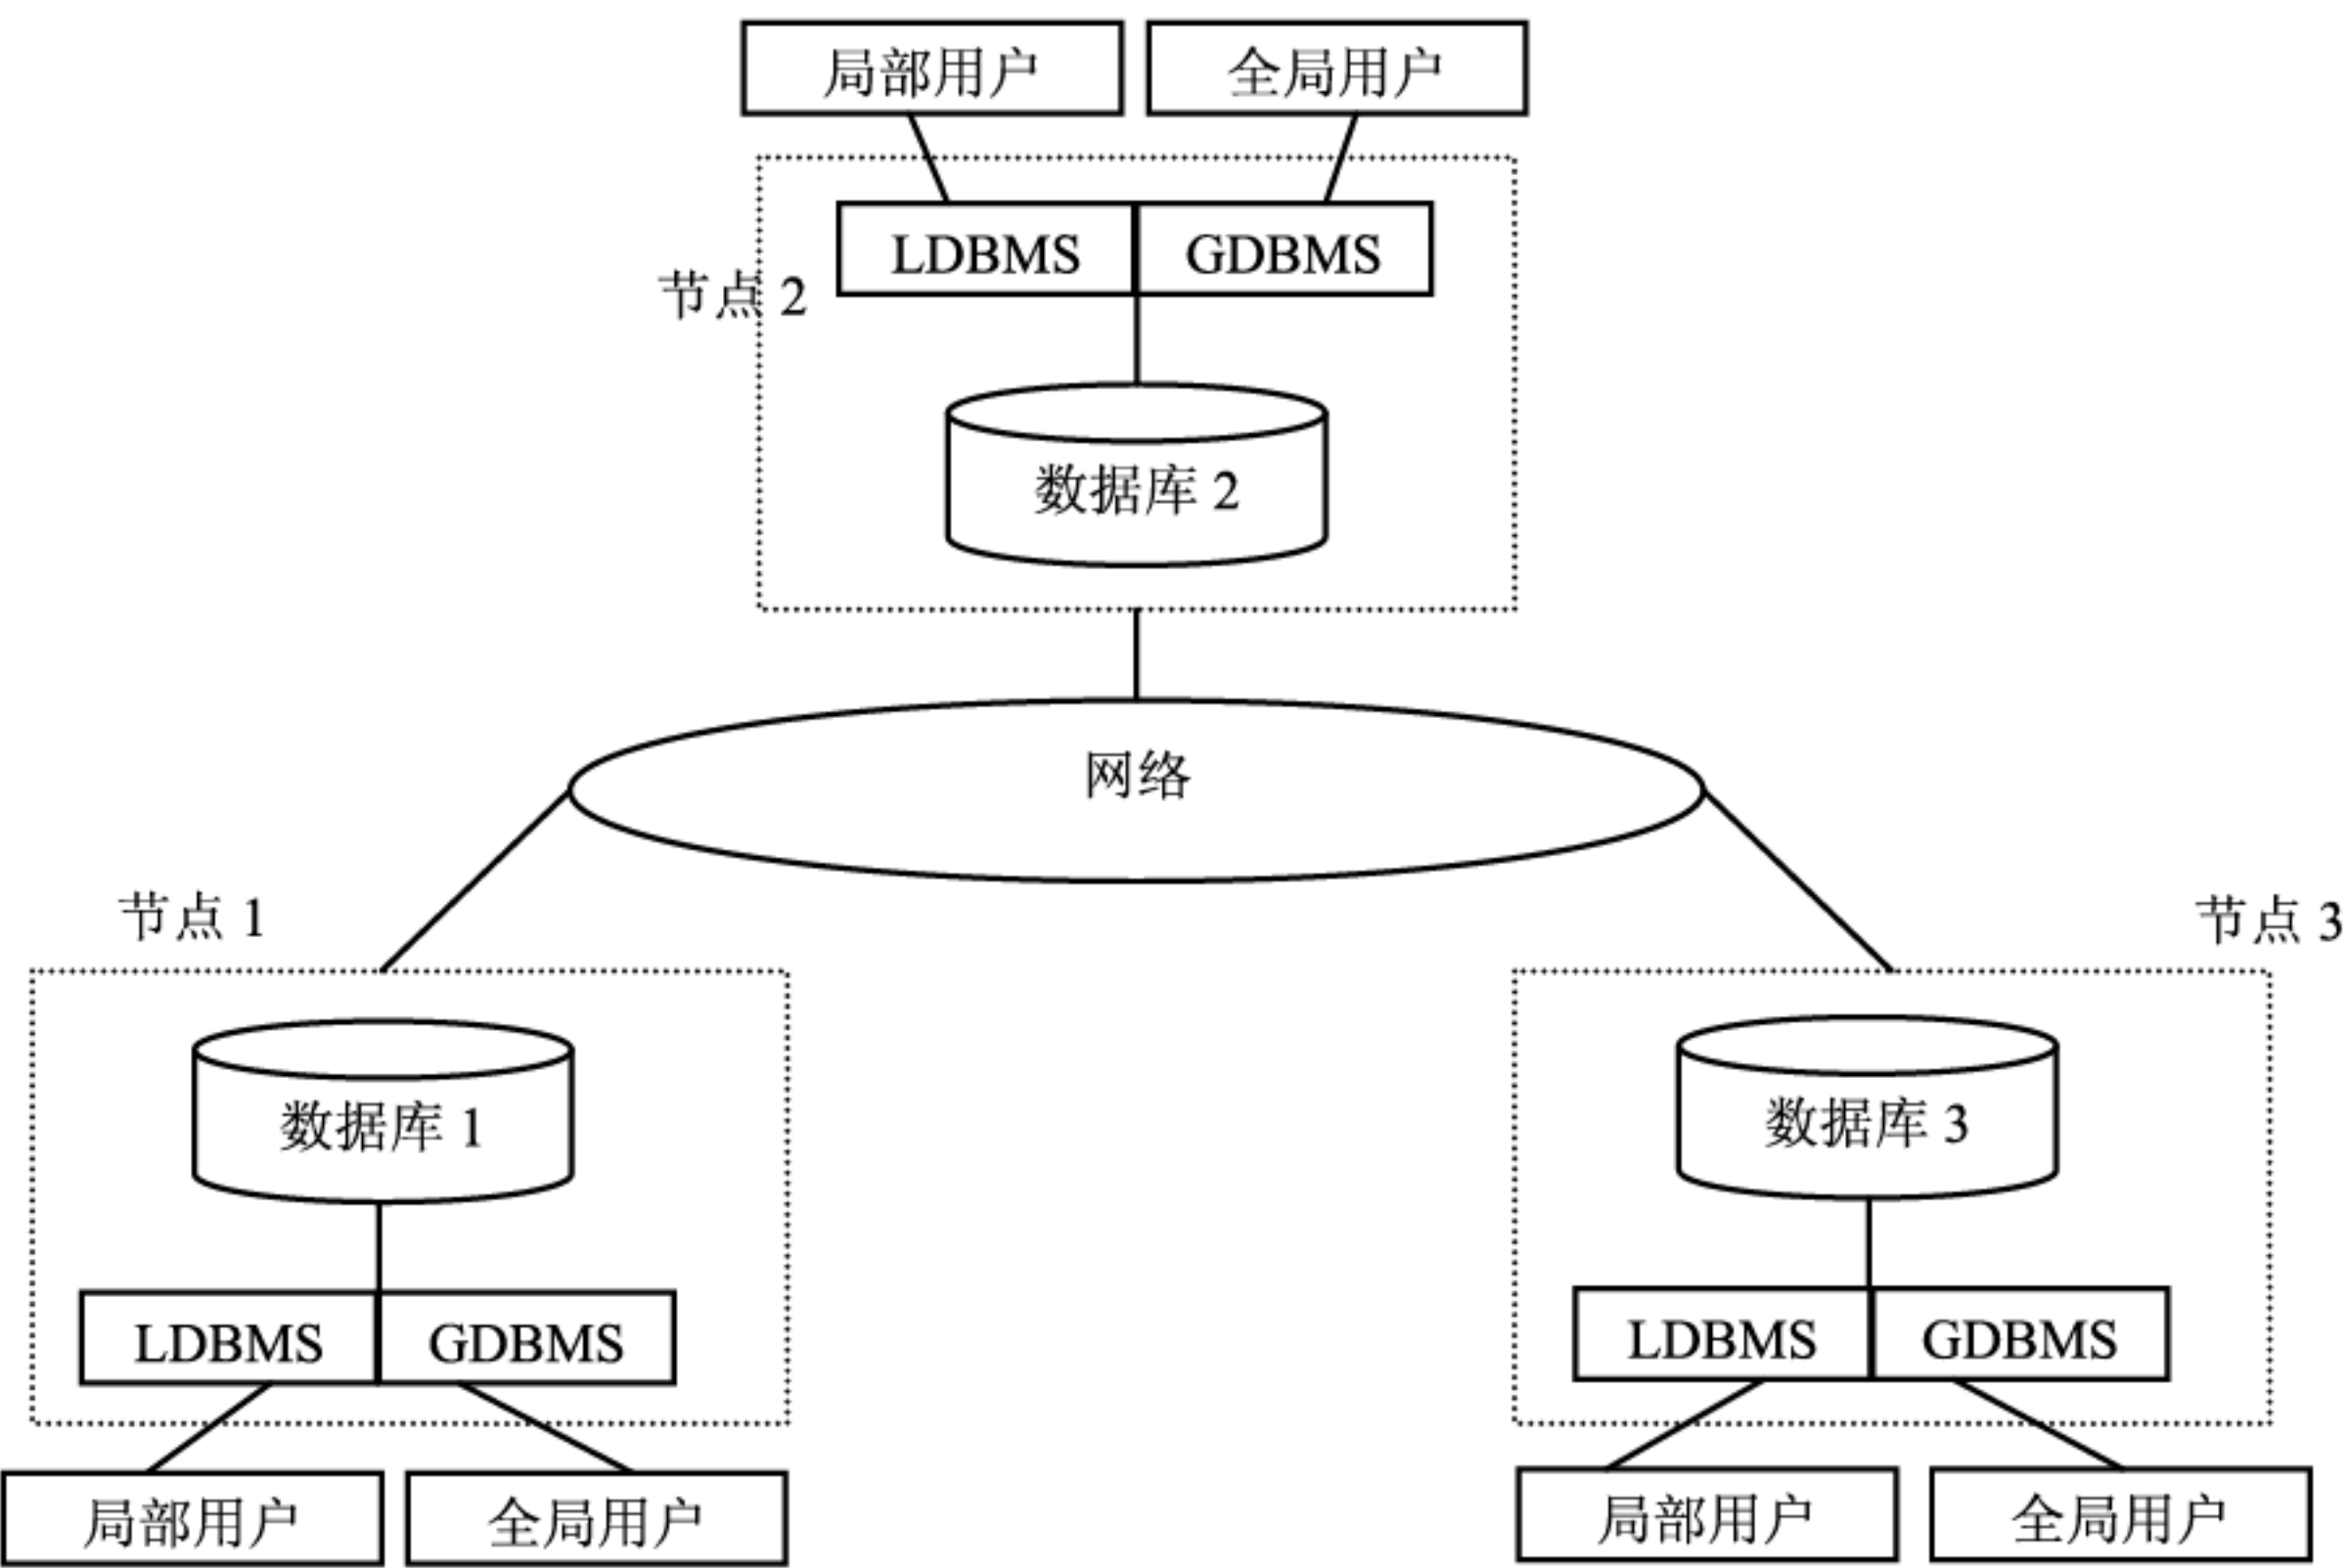 局部用户
全局用户
LDBMS
GDBMS
节点 2
数据库 2
网络
节点 1
节点 3
数据库 1
数据库 3
LDBMS
GDBMS
LDBMS
GDBMS
局部用户
全局用户
局部用户
全局用户